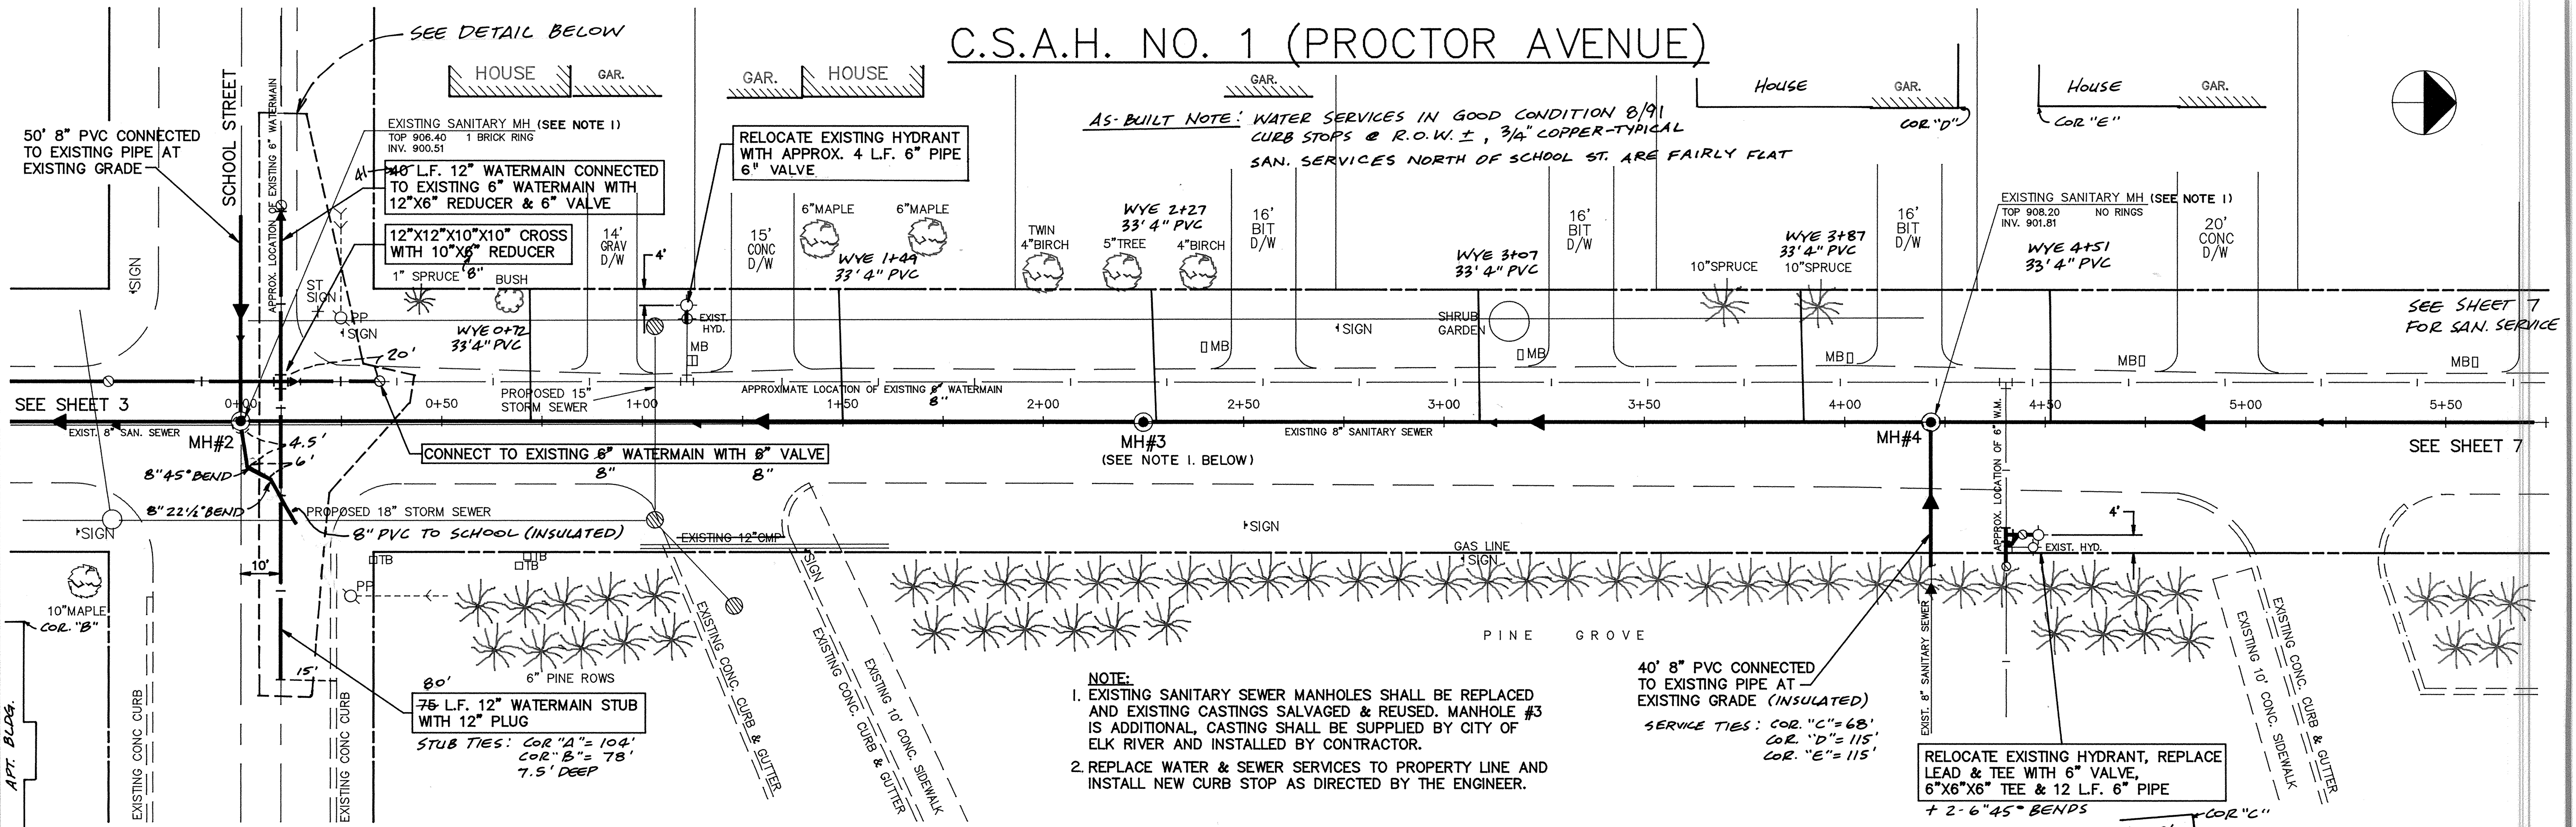 C.S.A.H. NO. 1 (PROCTOR AVENUE)
SEE DETAIL BELOW
SCHOOL STREET
APPROX. LOCATION OF EXISTING 6" WATERMAIN
HOUSE
GAR.
GAR.
HOUSE
GAR.
HOUSE
GAR.
COR "D"
HOUSE
GAR.
COR "E"
AS-BUILT NOTE: WATER SERVICES IN GOOD CONDITION 8/91
CURB STOPS @ R.O.W. ±, 3/4" COPPER-TYPICAL
SAN. SERVICES NORTH OF SCHOOL ST. ARE FAIRLY FLAT
50' 8" PVC CONNECTED
TO EXISTING PIPE AT
EXISTING GRADE
EXISTING SANITARY MH (SEE NOTE 1)
TOP 906.40 1 BRICK RING
INV. 900.51
41 40 L.F. 12" WATERMAIN CONNECTED
TO EXISTING 6" WATERMAIN WITH
12"X6" REDUCER & 6" VALVE
12"X12"X10"X10" CROSS
WITH 10"X6" REDUCER
8"
RELOCATE EXISTING HYDRANT
WITH APPROX. 4 L.F. 6" PIPE
6" VALVE
SIGN
ST
SIGN
PP
SIGN
1" SPRUCE
BUSH
14'
GRAV
D/W
4'
15'
CONC
D/W
6"MAPLE
6"MAPLE
WYE 0+72
33' 4" PVC
WYE 1+49
33' 4" PVC
EXIST.
HYD.
MB
TWIN
4"BIRCH
5"TREE
4"BIRCH
WYE 2+27
33' 4" PVC
16'
BIT
D/W
MB
SIGN
SHRUB
GARDEN
WYE 3+07
33' 4" PVC
16'
BIT
D/W
MB
10"SPRUCE
10"SPRUCE
WYE 3+87
33' 4" PVC
16'
BIT
D/W
MB
EXISTING SANITARY MH (SEE NOTE 1)
TOP 908.20 NO RINGS
INV. 901.81
WYE 4+51
33' 4" PVC
20'
CONC
D/W
MB
MB
SEE SHEET 7
FOR SAN. SERVICE
20'
PROPOSED 15"
STORM SEWER
APPROXIMATE LOCATION OF EXISTING 6" WATERMAIN
8"
SEE SHEET 3
0+00
0+50
1+00
1+50
2+00
2+50
3+00
3+50
4+00
4+50
5+00
5+50
EXIST. 8" SAN. SEWER
MH#2
EXISTING 8" SANITARY SEWER
MH#3
(SEE NOTE 1. BELOW)
MH#4
SEE SHEET 7
4.5'
6'
8" 45° BEND
8" 22½° BEND
CONNECT TO EXISTING 6" WATERMAIN WITH 6" VALVE
8"
8"
PROPOSED 18" STORM SEWER
8" PVC TO SCHOOL (INSULATED)
SIGN
EXISTING 12"CMP
SIGN
SIGN
GAS LINE
SIGN
APPROX. LOCATION OF 6" W.M.
EXIST. HYD.
4'
10'
TB
TB
TB
PP
10"MAPLE
COR. "B"
APT. BLDG.
EXISTING CONC CURB
EXISTING CONC CURB
15'
6" PINE ROWS
80'
75 L.F. 12" WATERMAIN STUB
WITH 12" PLUG
STUB TIES: COR "A"= 104'
COR "B"= 78'
7.5' DEEP
EXISTING CONC. CURB & GUTTER
EXISTING CONC. CURB & GUTTER
EXISTING 10' CONC. SIDEWALK
PINE GROVE
NOTE:
1. EXISTING SANITARY SEWER MANHOLES SHALL BE REPLACED
AND EXISTING CASTINGS SALVAGED & REUSED. MANHOLE #3
IS ADDITIONAL, CASTING SHALL BE SUPPLIED BY CITY OF
ELK RIVER AND INSTALLED BY CONTRACTOR.
2. REPLACE WATER & SEWER SERVICES TO PROPERTY LINE AND
INSTALL NEW CURB STOP AS DIRECTED BY THE ENGINEER.
40' 8" PVC CONNECTED
TO EXISTING PIPE AT
EXISTING GRADE (INSULATED)
SERVICE TIES: COR. "C"= 68'
COR. "D"= 115'
COR. "E"= 115'
EXIST. 8" SANITARY SEWER
RELOCATE EXISTING HYDRANT, REPLACE
LEAD & TEE WITH 6" VALVE,
6"X6"X6" TEE & 12 L.F. 6" PIPE
+ 2-6"45° BENDS
COR "C"
EXISTING 10' CONC. SIDEWALK
EXISTING CONC. CURB & GUTTER